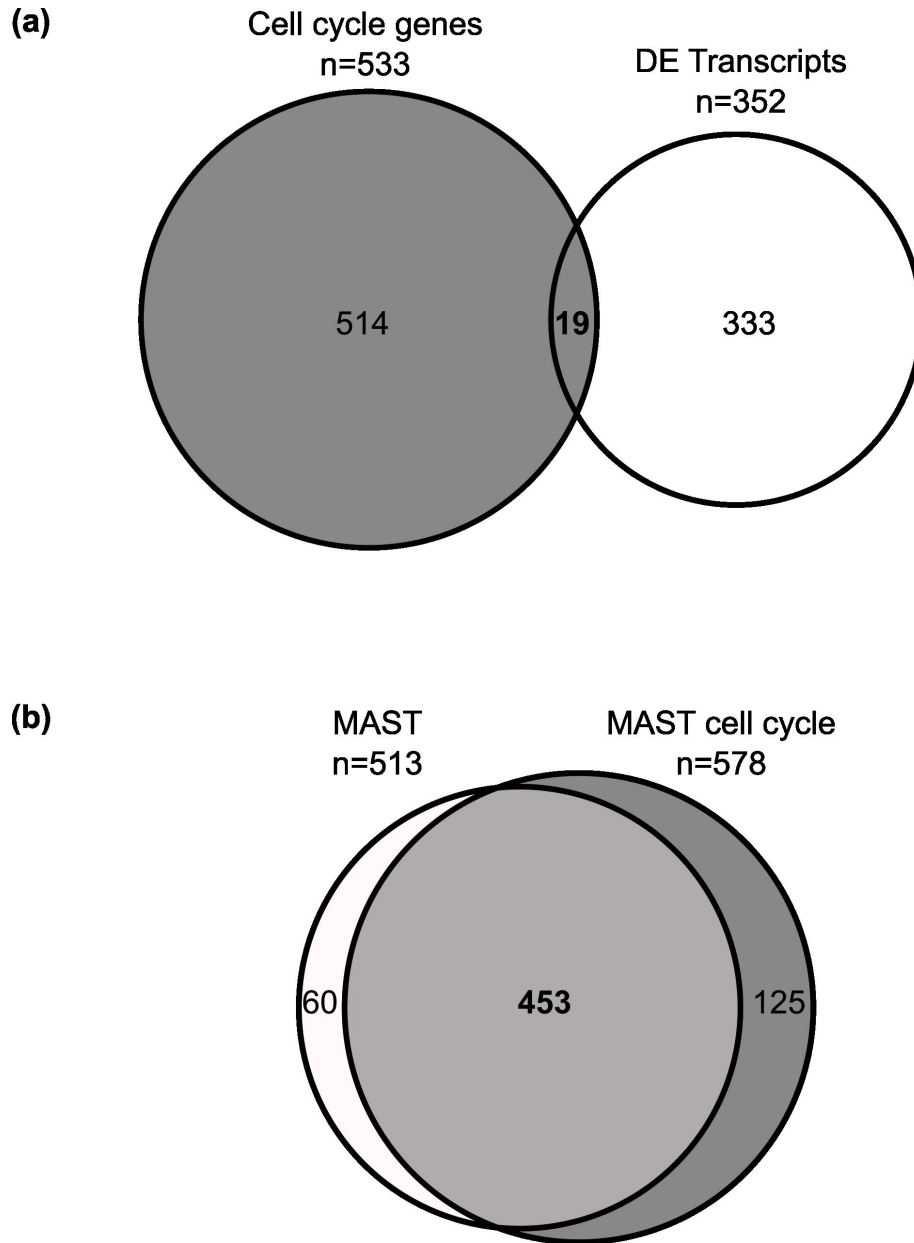 (a)
Cell cycle genes
n=533
DE Transcripts
n=352
514
19
333
(b)
MAST
n=513
MAST cell cycle
n=578
60
453
125